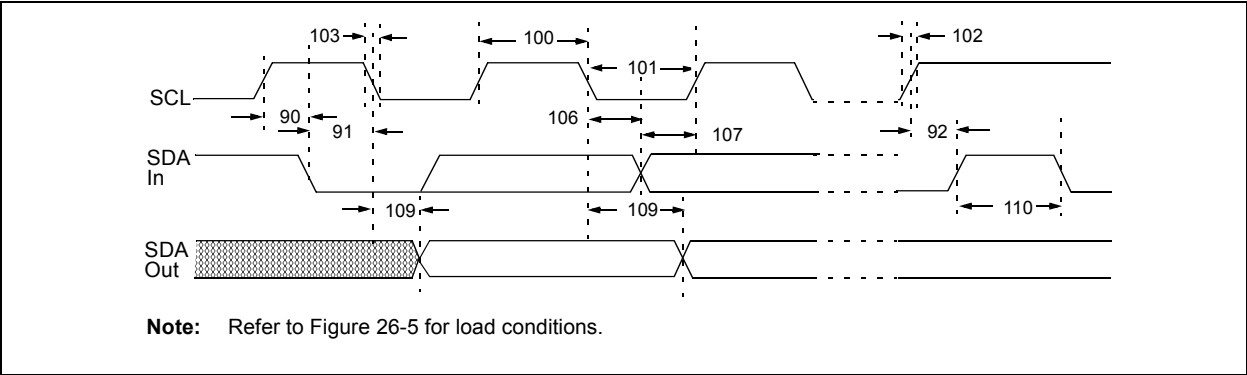 103
100
101
102
SCL
90
91
106
107
92
SDA
In
109
109
110
SDA
Out
Note: Refer to Figure 26-5 for load conditions.